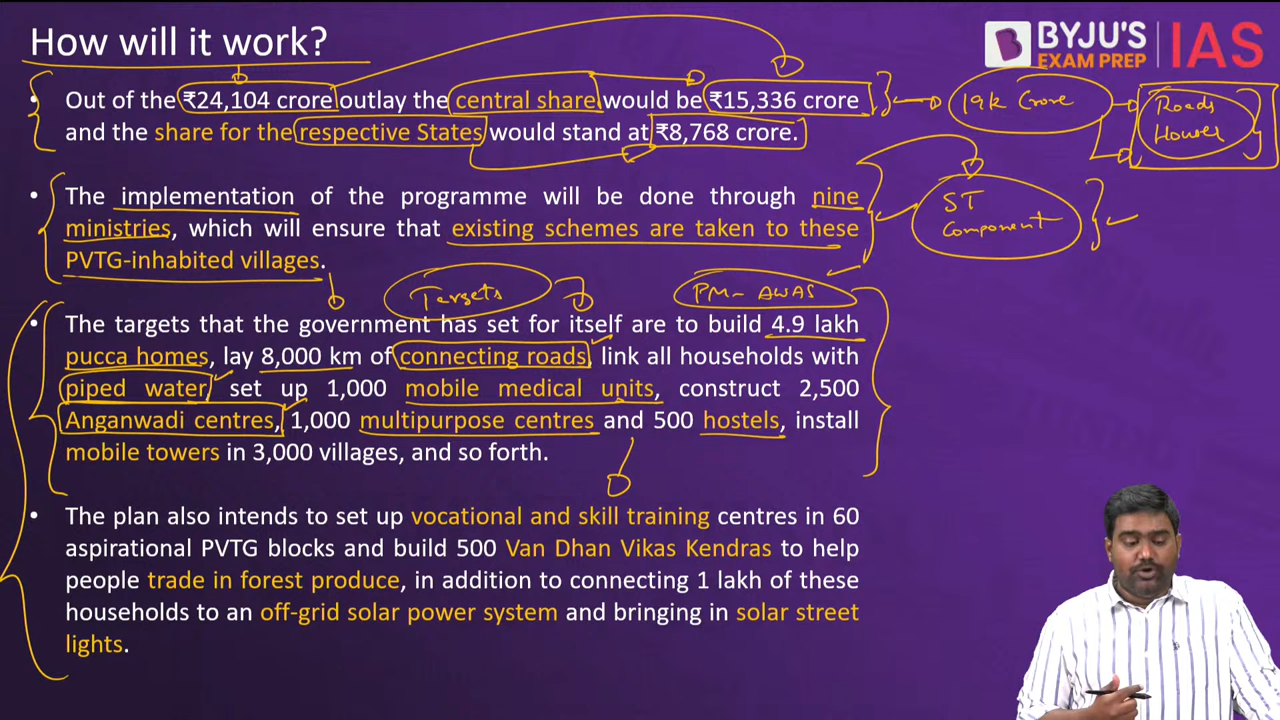 How will it work?
BYJU'S
EXAM PREP
IAS
• Out of the ₹24,104 crore outlay the central share would be ₹15,336 crore
and the share for the respective States would stand at ₹8,768 crore.
19k Crore
Roads
Houses
• The implementation of the programme will be done through nine
ministries, which will ensure that existing schemes are taken to these
PVTG-inhabited villages.
ST
Component
Targets
PM-AWAS
• The targets that the government has set for itself are to build 4.9 lakh
pucca homes, lay 8,000 km of connecting roads, link all households with
piped water, set up 1,000 mobile medical units, construct 2,500
Anganwadi centres, 1,000 multipurpose centres and 500 hostels, install
mobile towers in 3,000 villages, and so forth.
• The plan also intends to set up vocational and skill training centres in 60
aspirational PVTG blocks and build 500 Van Dhan Vikas Kendras to help
people trade in forest produce, in addition to connecting 1 lakh of these
households to an off-grid solar power system and bringing in solar street
lights.